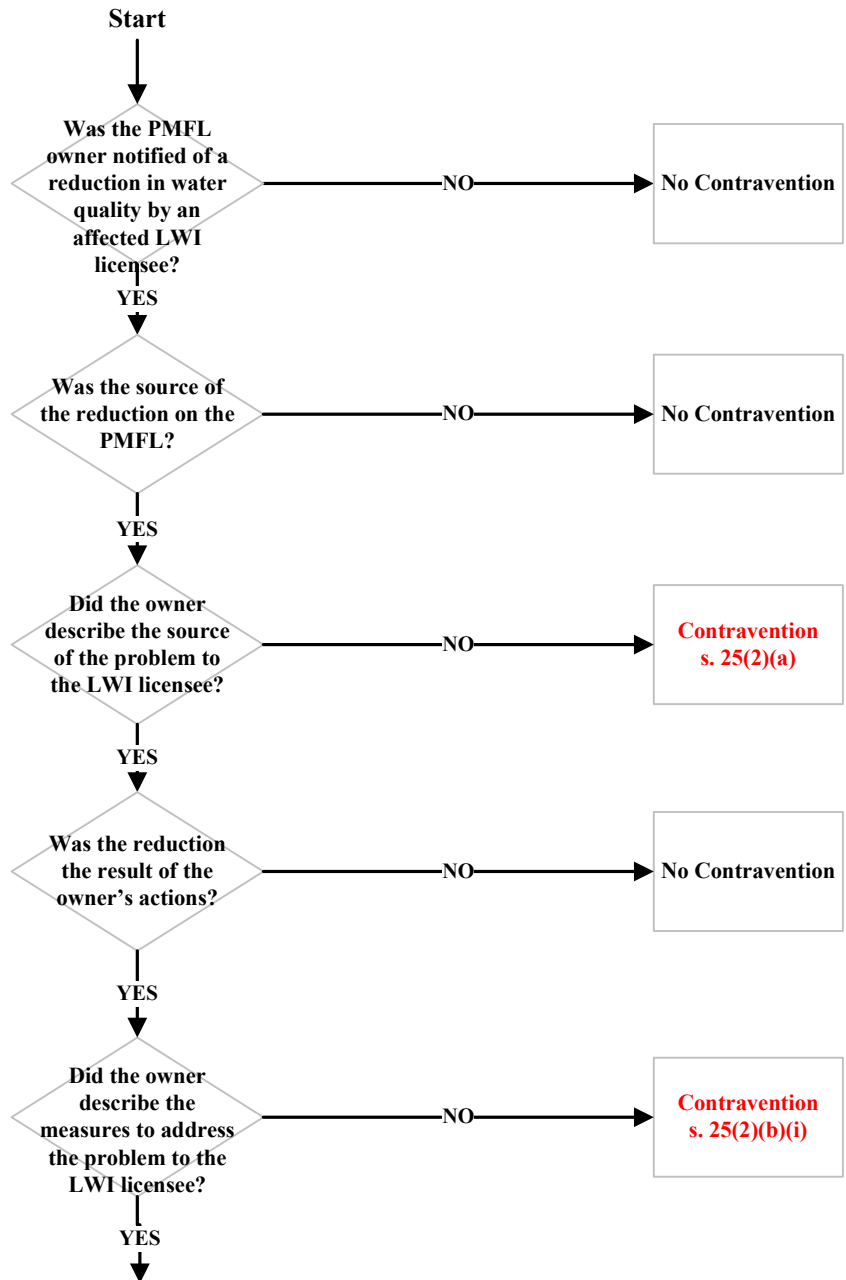 Start
Was the PMFL
owner notified of a
reduction in water
quality by an
affected LWI
licensee?
NO
No Contravention
YES
Was the source of
the reduction on the
PMFL?
NO
No Contravention
YES
Did the owner
describe the source
of the problem to
the LWI licensee?
NO
Contravention
s. 25(2)(a)
YES
Was the reduction
the result of the
owner’s actions?
NO
No Contravention
YES
Did the owner
describe the
measures to address
the problem to the
LWI licensee?
NO
Contravention
s. 25(2)(b)(i)
YES